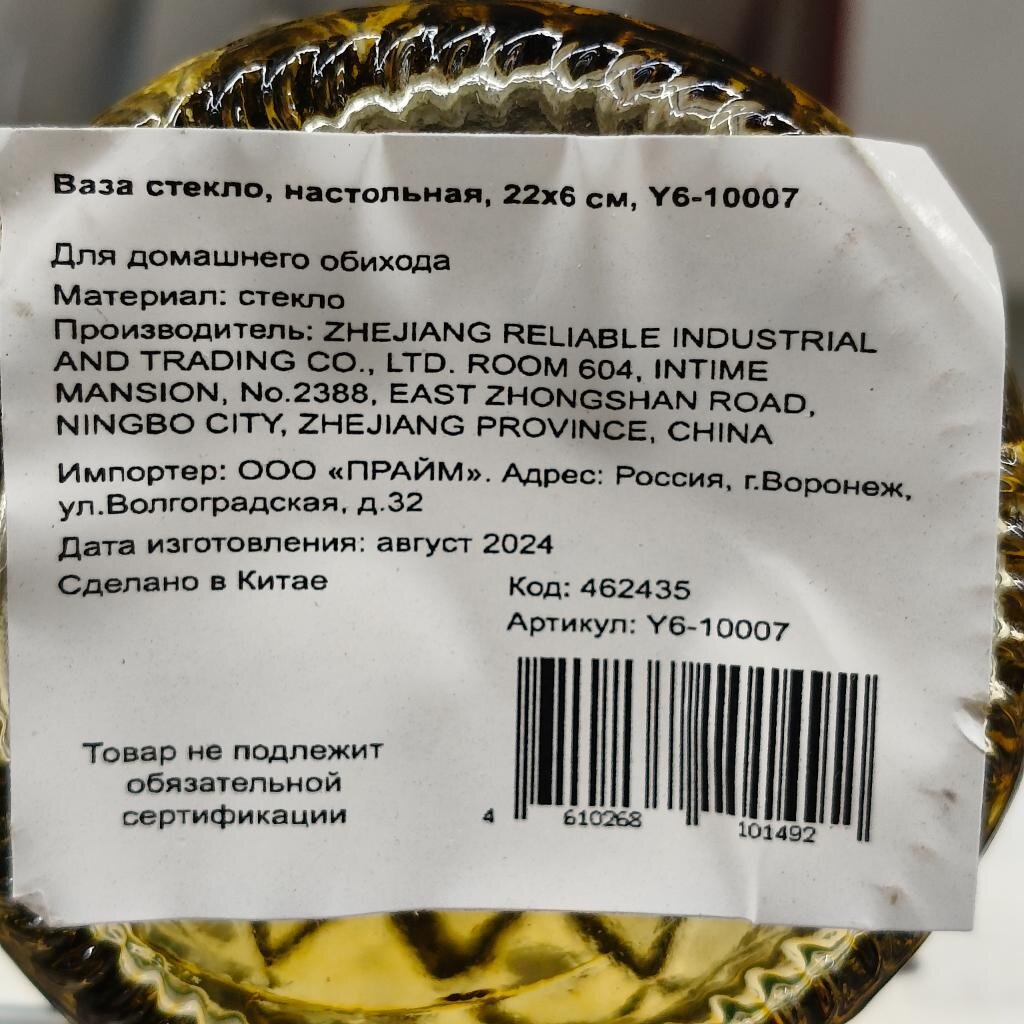 Ваза стекло, настольная, 22х6 см, Y6-10007
Для домашнего обихода
Материал: стекло
Производитель: ZHEJIANG RELIABLE INDUSTRIAL
AND TRADING CO., LTD. ROOM 604, INTIME
MANSION, No.2388, EAST ZHONGSHAN ROAD,
NINGBO CITY, ZHEJIANG PROVINCE, CHINA
Импортер: ООО «ПРАЙМ». Адрес: Россия, г.Воронеж,
ул.Волгоградская, д.32
Дата изготовления: август 2024
Сделано в Китае
Код: 462435
Артикул: Y6-10007
Товар не подлежит
обязательной
сертификации
4 610268 101492